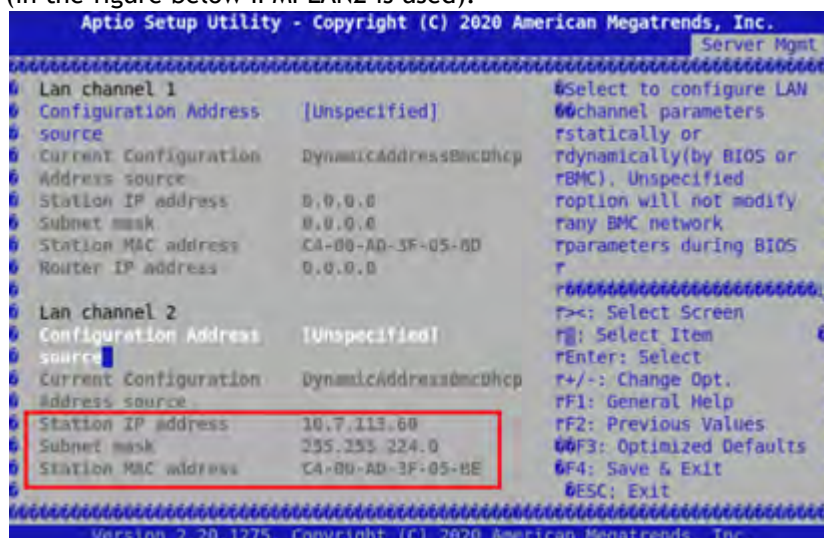 (in the figure below IPMI LAN2 is used).
Aptio Setup Utility - Copyright (C) 2020 American Megatrends, Inc.
Server Mgmt
Lan channel 1
Configuration Address [Unspecified]
source
Current Configuration DynamicAddressBmcDhcp
Address source
Station IP address 0.0.0.0
Subnet mask 0.0.0.0
Station MAC address C4-00-AD-3F-05-
Router IP address 0.0.0.0
Lan channel 2
Configuration Address [Unspecified]
source
Current Configuration DynamicAddressBmcDhcp
Address source
Station IP address 10.7.113.60
Subnet mask 255.255.224.0
Station MAC address C4-00-AD-3F-05-
Select to configure LAN
channel parameters
statically or
dynamically(by BIOS or
BMC). Unspecified
option will not modify
any BMC network
parameters during BIOS
><: Select Screen
: Select Item
Enter: Select
+/-: Change Opt.
F1: General Help
F2: Previous Values
F3: Optimized Defaults
F4: Save & Exit
ESC: Exit
Version 2.20.1275. Copyright (C) 2020 American Megatrends, Inc.